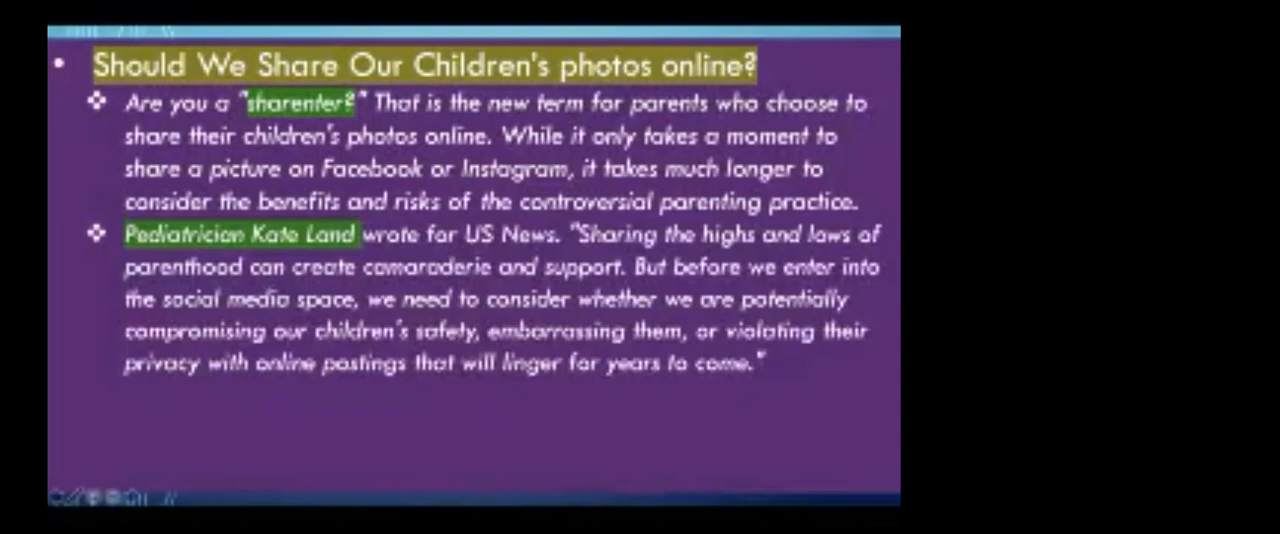 • Should We Share Our Children's photos online?
❖ Are you a "sharenter?" That is the new term for parents who choose to
share their children's photos online. While it only takes a moment to
share a picture on Facebook or Instagram, it takes much longer to
consider the benefits and risks of the controversial parenting practice.
❖ Pediatrician Kate Land wrote for US News. "Sharing the highs and lows of
parenthood can create camaraderie and support. But before we enter into
the social media space, we need to consider whether we are potentially
compromising our children's safety, embarrassing them, or violating their
privacy with online postings that will linger for years to come."